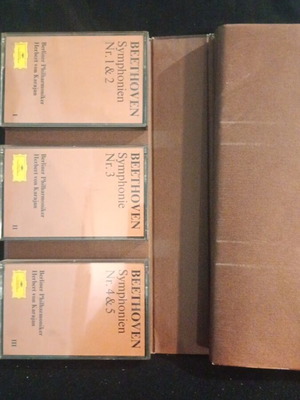 BEETHOVEN
Symphonien
Nr. 1 & 2
Berliner Philharmoniker
Herbert von Karajan
I
BEETHOVEN
Symphonie
Nr. 3
Berliner Philharmoniker
Herbert von Karajan
II
BEETHOVEN
Symphonien
Nr. 4 & 5
Berliner Philharmoniker
Herbert von Karajan
III